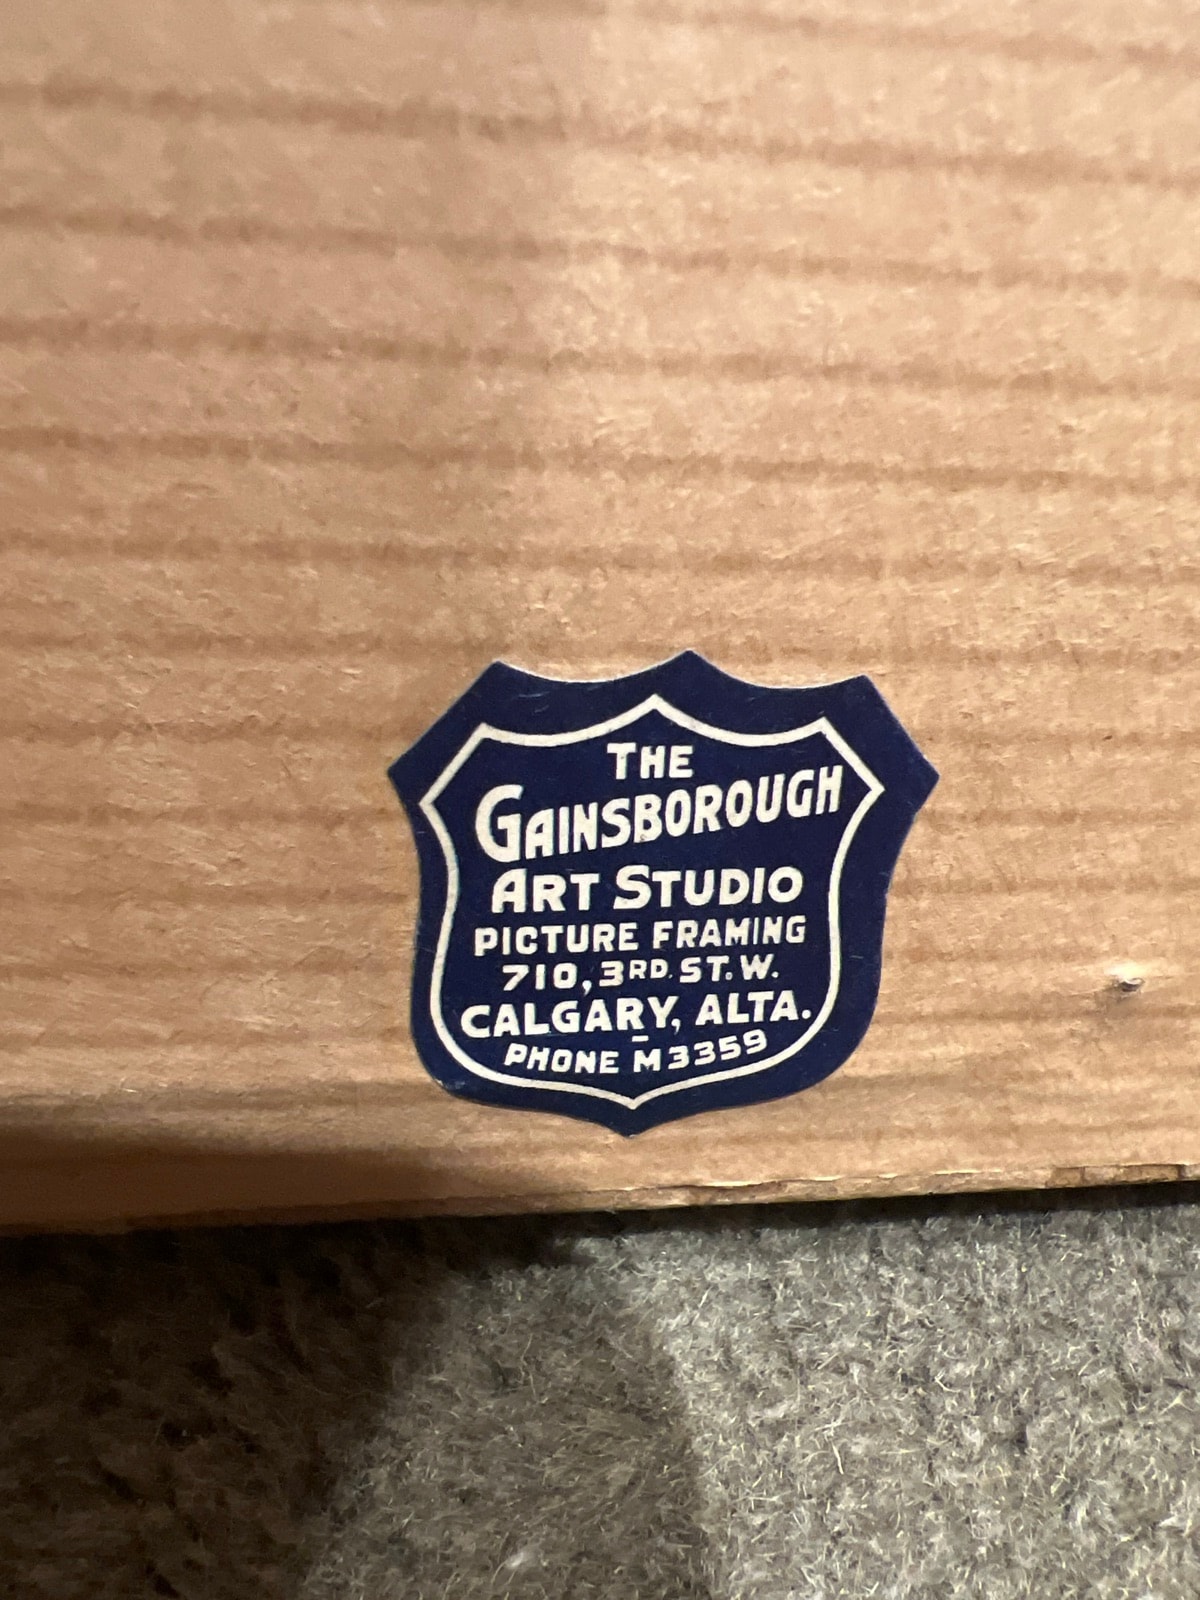 THE
GAINSBOROUGH
ART STUDIO
PICTURE FRAMING
710, 3RD. ST. W.
CALGARY, ALTA.
PHONE M3359